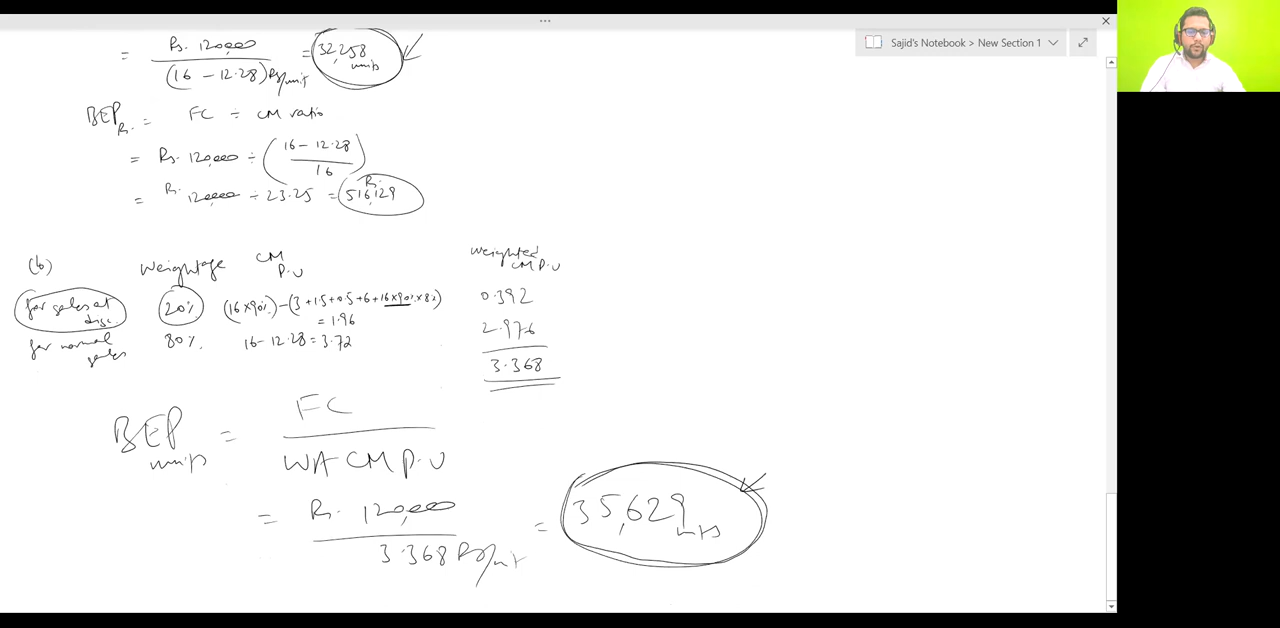 Sajid's Notebook > New Section 1
= Rs. 120,000 / (16 - 12.28) Rs/unit = 32,258 units
BEP Rs. = FC ÷ CM ratio
= Rs. 120,000 ÷ (16 - 12.28 / 16)
= Rs. 120,000 ÷ 23.25 = Rs. 516,129
(b) Weightage CM P.U Weighted CM P.U
for sales at disc. 20% (16 x 90%) - (3 + 1.5 + 0.5 + 6 + 16 x 90% x 8%) 0.392
= 1.96
for normal sales 80% 16 - 12.28 = 3.72 2.976
3.368
BEP units = FC / WA CM P.U
= Rs. 120,000 / 3.368 Rs/unit = 35,629 units